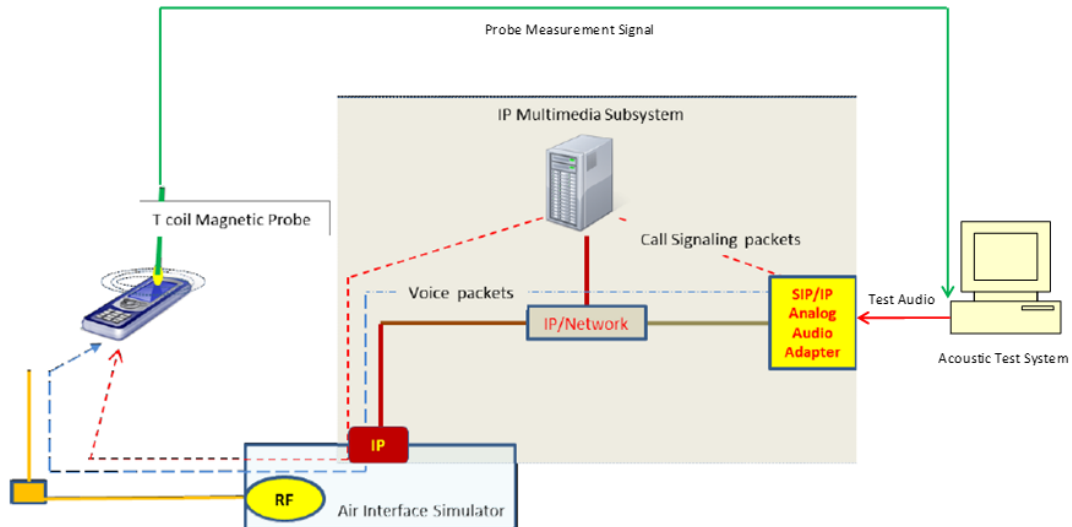 Probe Measurement Signal
IP Multimedia Subsystem
T coil Magnetic Probe
Call Signaling packets
Voice packets
SIP/IP
Analog
Audio
Adapter
Test Audio
IP/Network
Acoustic Test System
IP
RF
Air Interface Simulator